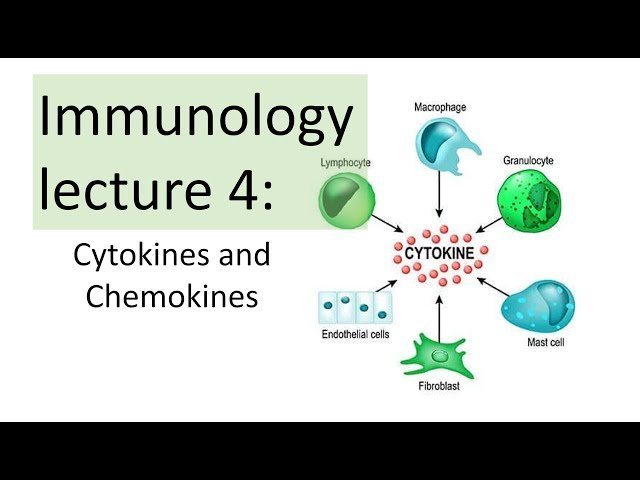 Immunology
lecture 4:
Cytokines and
Chemokines
Macrophage
Lymphocyte
Granulocyte
CYTOKINE
Endothelial cells
Mast cell
Fibroblast